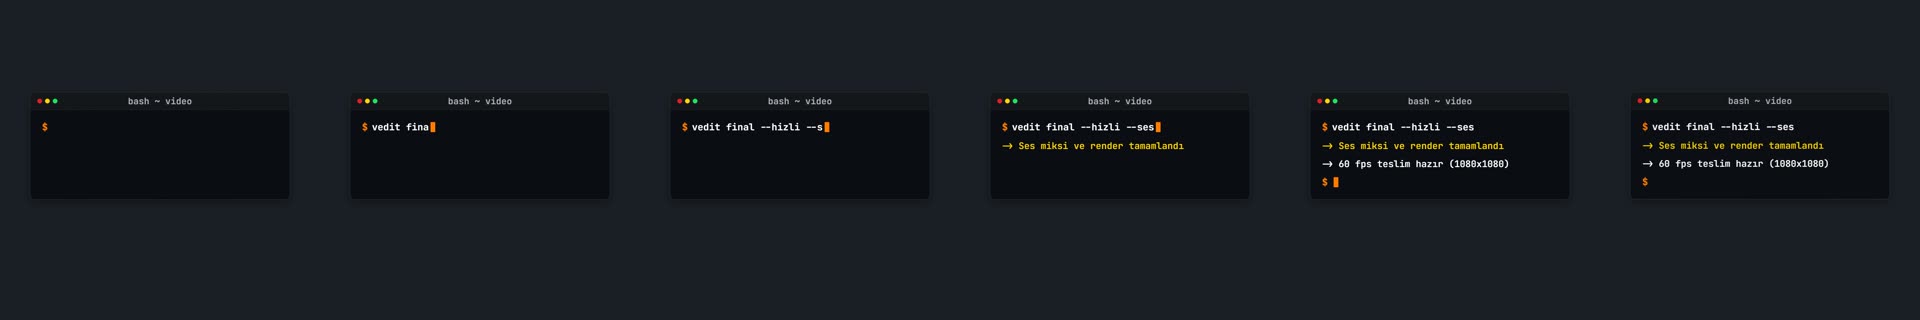 bash ~ video
$
bash ~ video
$ vedit fina
bash ~ video
$ vedit final --hizli --s
bash ~ video
$ vedit final --hizli --ses
→ Ses miksi ve render tamamlandı
bash ~ video
$ vedit final --hizli --ses
→ Ses miksi ve render tamamlandı
→ 60 fps teslim hazır (1080x1080)
$
bash ~ video
$ vedit final --hizli --ses
→ Ses miksi ve render tamamlandı
→ 60 fps teslim hazır (1080x1080)
$